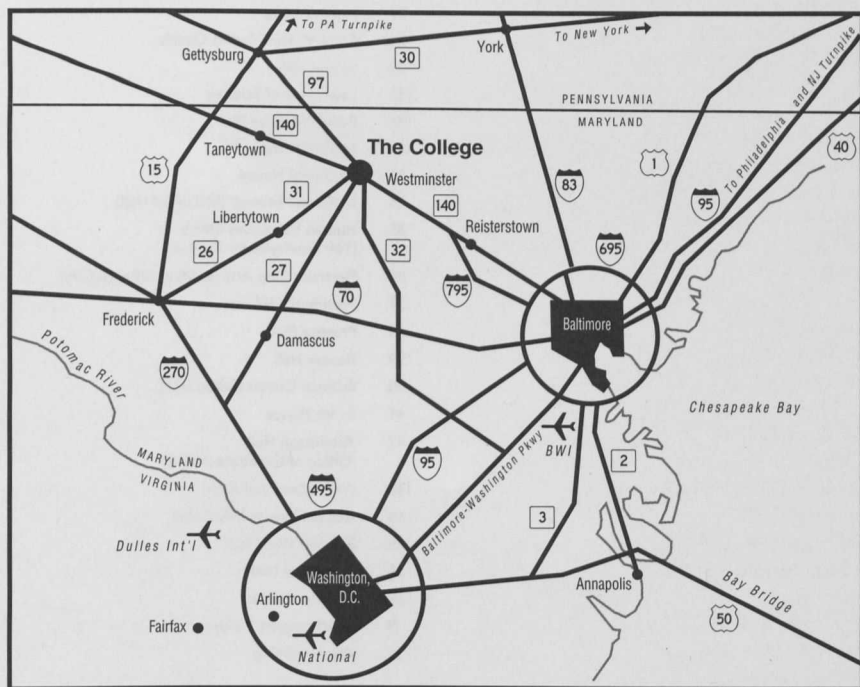 To PA Turnpike
Gettysburg
30
York
To New York
97
PENNSYLVANIA
MARYLAND
To Philadelphia and NJ Turnpike
140
Taneytown
The College
1
40
15
Westminster
31
83
95
Libertytown
140
Reisterstown
26
32
695
27
70
795
Frederick
Baltimore
Damascus
Potomac River
270
Chesapeake Bay
MARYLAND
VIRGINIA
95
BWI
2
495
Baltimore-Washington Pkwy
3
Dulles Int'l
Washington,
D.C.
Annapolis
Bay Bridge
Arlington
50
Fairfax
National